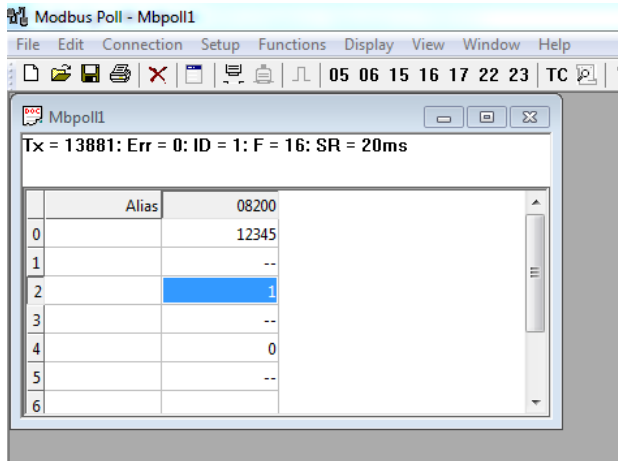 Modbus Poll - Mbpoll1
File Edit Connection Setup Functions Display View Window Help
05 06 15 16 17 22 23 TC
DOC Mbpoll1
Tx = 13881: Err = 0: ID = 1: F = 16: SR = 20ms
Alias 08200
0 12345
1 --
2 1
3 --
4 0
5 --
6